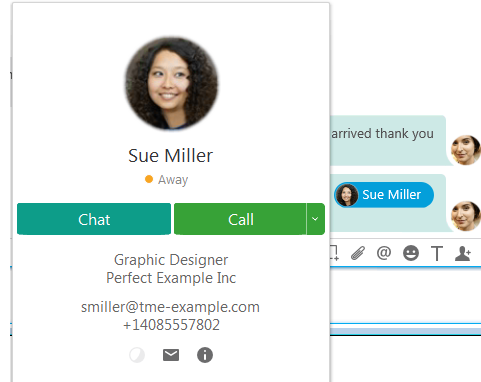 Sue Miller
Away
Chat
Call
Graphic Designer
Perfect Example Inc
smiller@tme-example.com
+14085557802
arrived thank you
Sue Miller
@
T